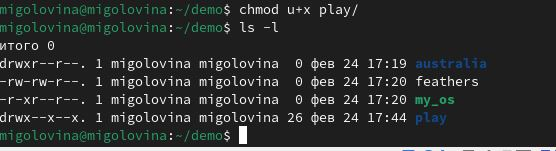 migolovina@migolovina:~/demo$ chmod u+x play/
migolovina@migolovina:~/demo$ ls -l
итого 0
drwxr--r--. 1 migolovina migolovina  0 фев 24 17:19 australia
-rw-rw-r--. 1 migolovina migolovina  0 фев 24 17:20 feathers
-r-xr--r--. 1 migolovina migolovina  0 фев 24 17:20 my_os
drwx--x--x. 1 migolovina migolovina 26 фев 24 17:44 play
migolovina@migolovina:~/demo$